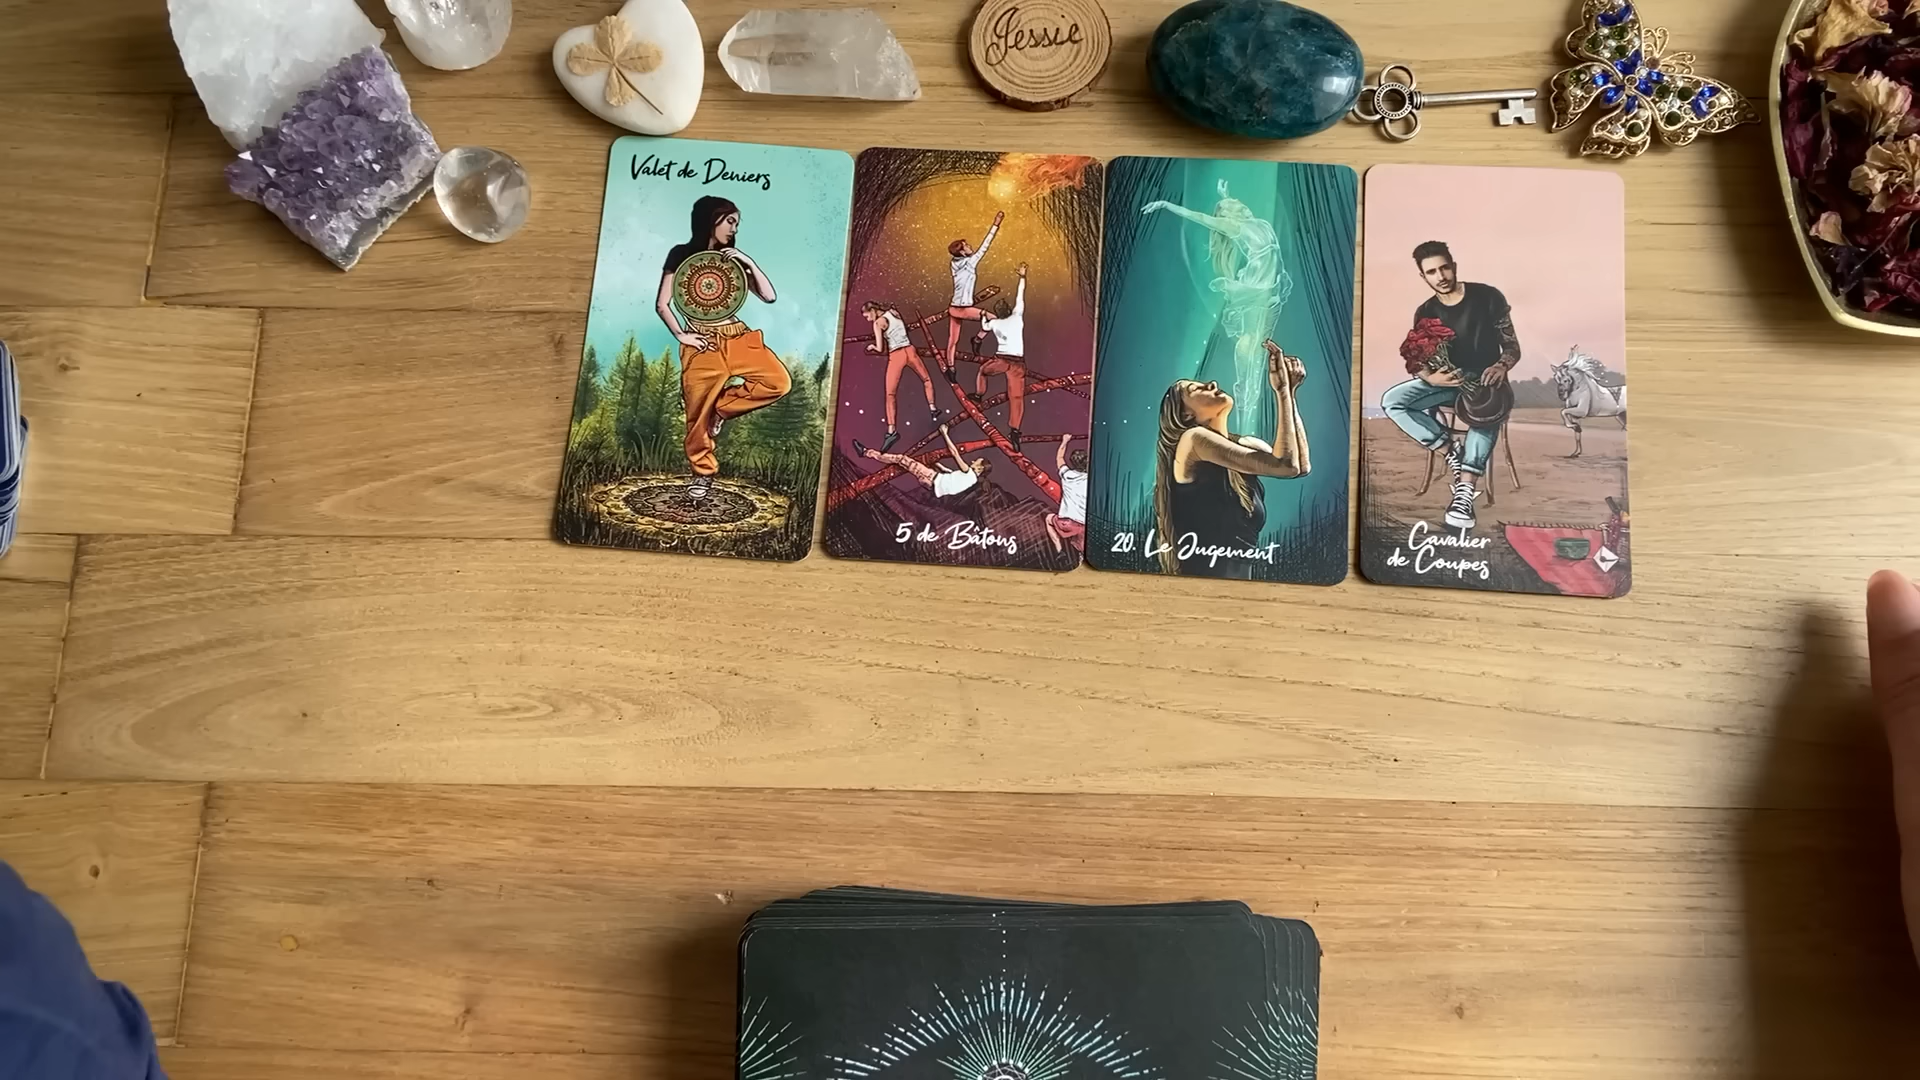 Jessie
Valet de Deniers
5 de Bâtons
20. Le Jugement
Cavalier
de Coupes